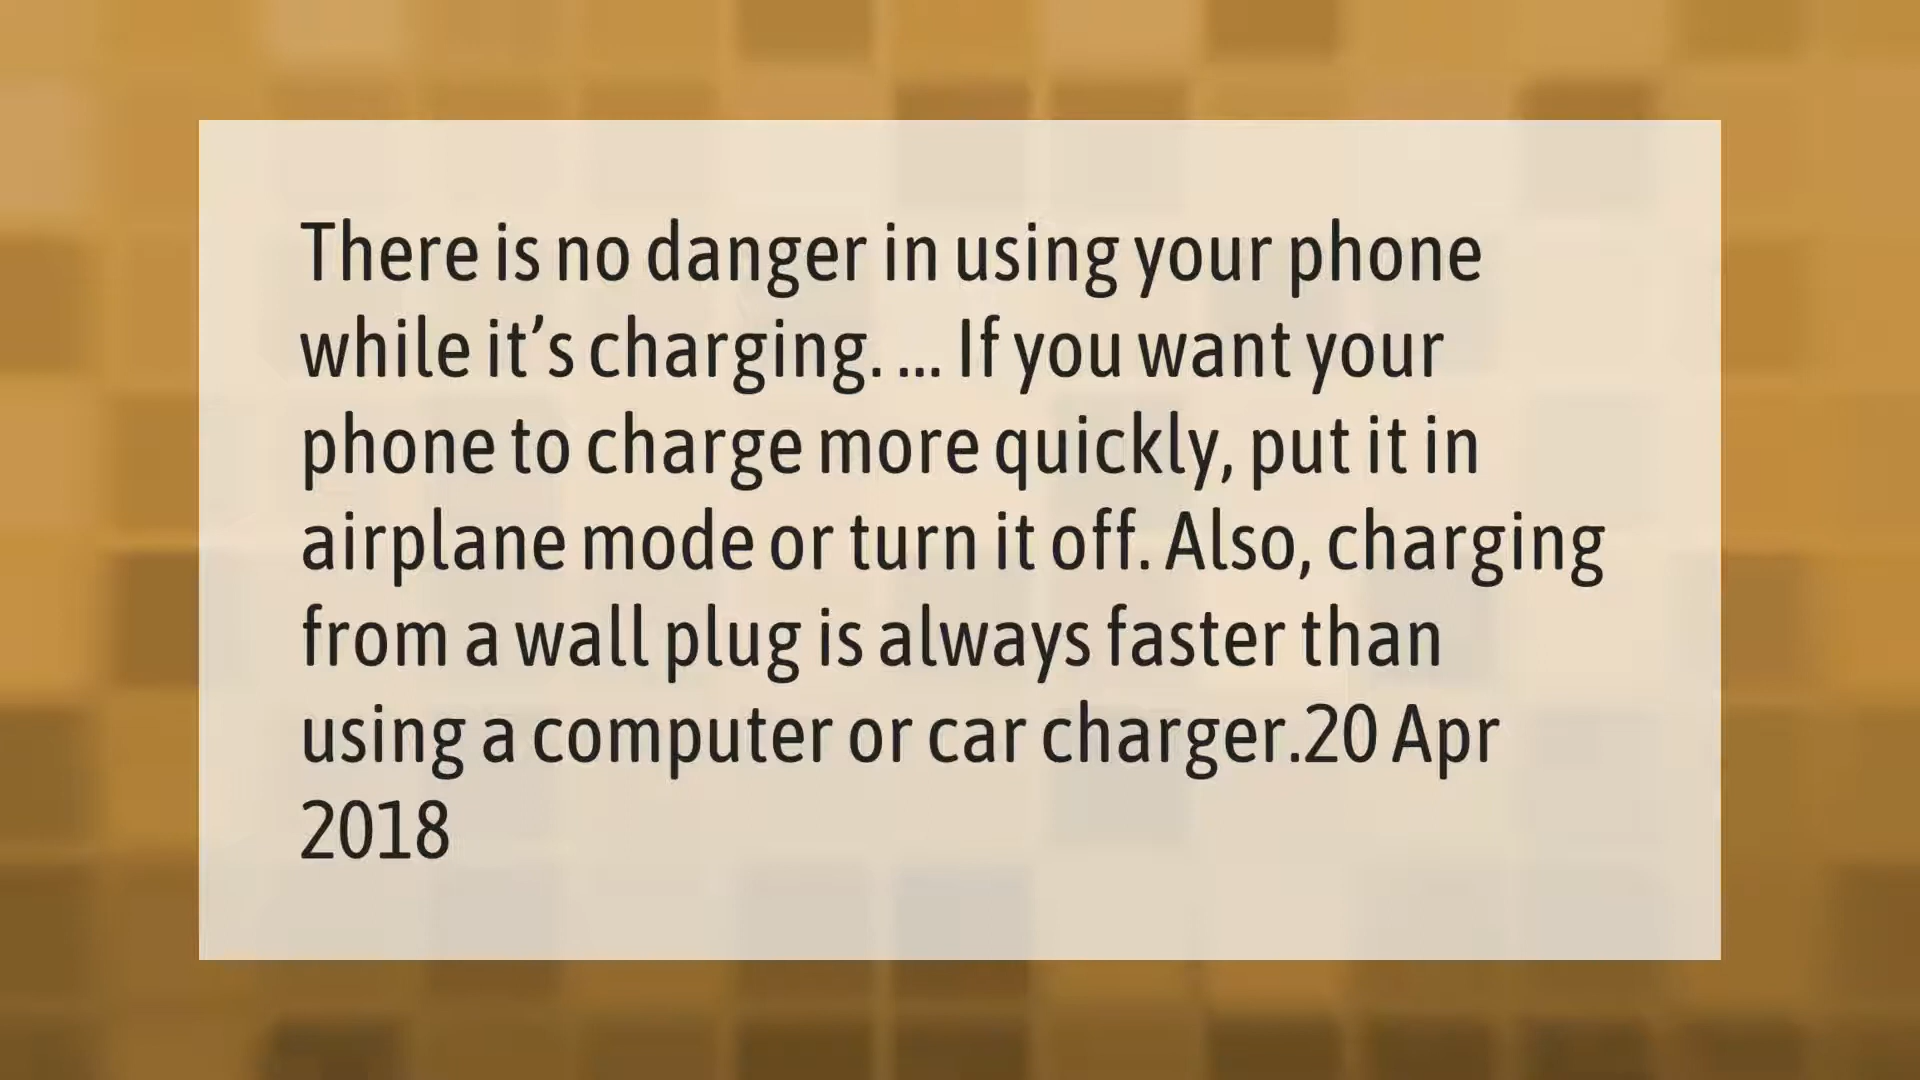 There is no danger in using your phone
while it’s charging. ... If you want your
phone to charge more quickly, put it in
airplane mode or turn it off. Also, charging
from a wall plug is always faster than
using a computer or car charger.20 Apr
2018